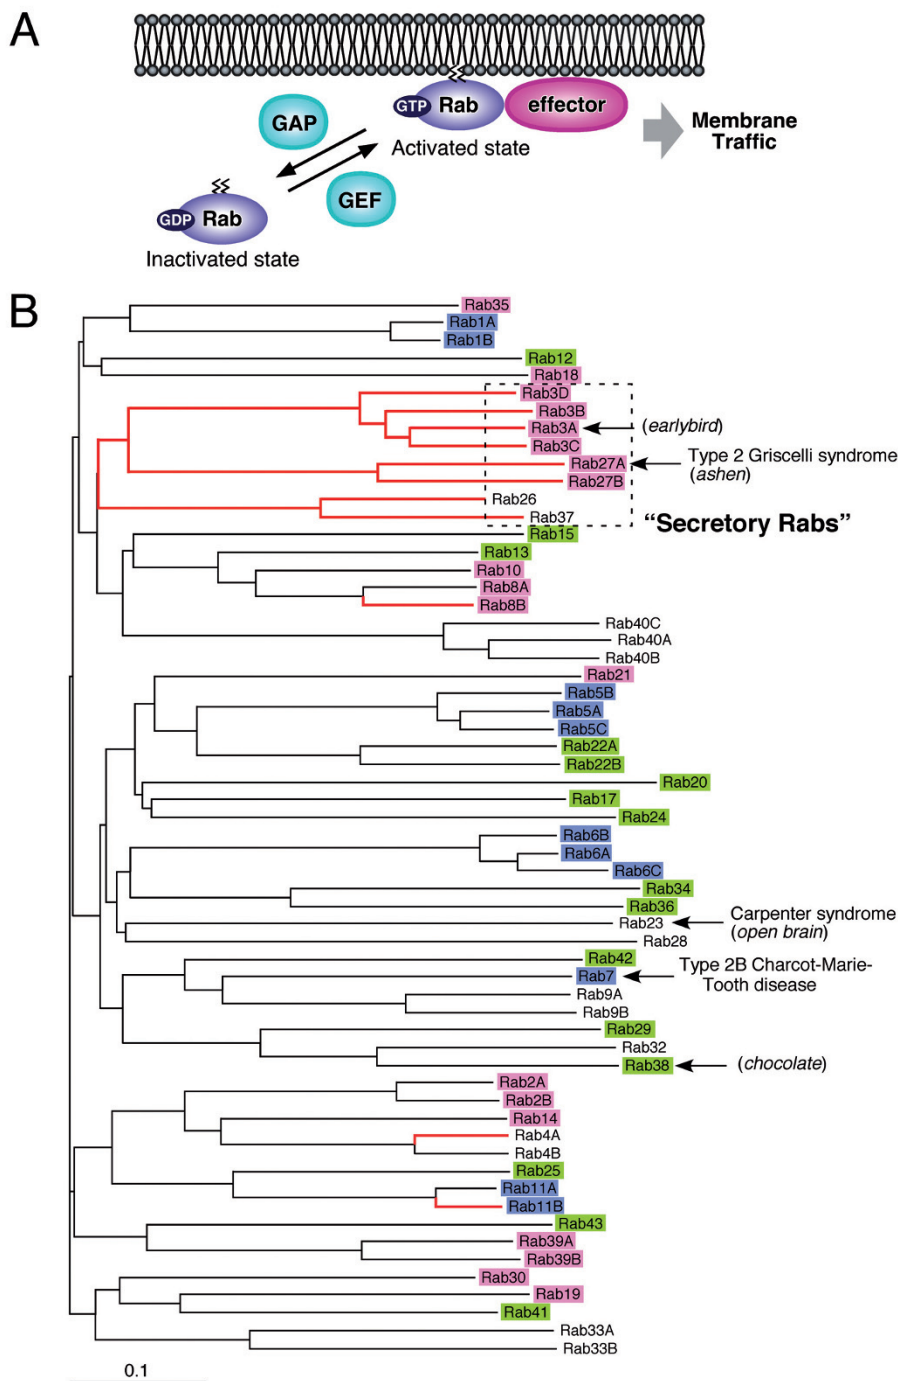 A
GTP
Rab
effector
GAP
Membrane
Traffic
Activated state
GEF
GDP
Rab
Inactivated state
B
Rab35
Rab1A
Rab1B
Rab12
Rab18
Rab3D
Rab3B
Rab3A
(earlybird)
Rab3C
Rab27A
Type 2 Griscelli syndrome
(ashen)
Rab27B
Rab26
Rab37
“Secretory Rabs”
Rab15
Rab13
Rab10
Rab8A
Rab8B
Rab40C
Rab40A
Rab40B
Rab21
Rab5B
Rab5A
Rab5C
Rab22A
Rab22B
Rab20
Rab17
Rab24
Rab6B
Rab6A
Rab6C
Rab34
Rab36
Rab23
Carpenter syndrome
(open brain)
Rab28
Rab42
Rab7
Type 2B Charcot-Marie-
Tooth disease
Rab9A
Rab9B
Rab29
Rab32
Rab38
(chocolate)
Rab2A
Rab2B
Rab14
Rab4A
Rab4B
Rab25
Rab11A
Rab11B
Rab43
Rab39A
Rab39B
Rab30
Rab19
Rab41
Rab33A
Rab33B
0.1